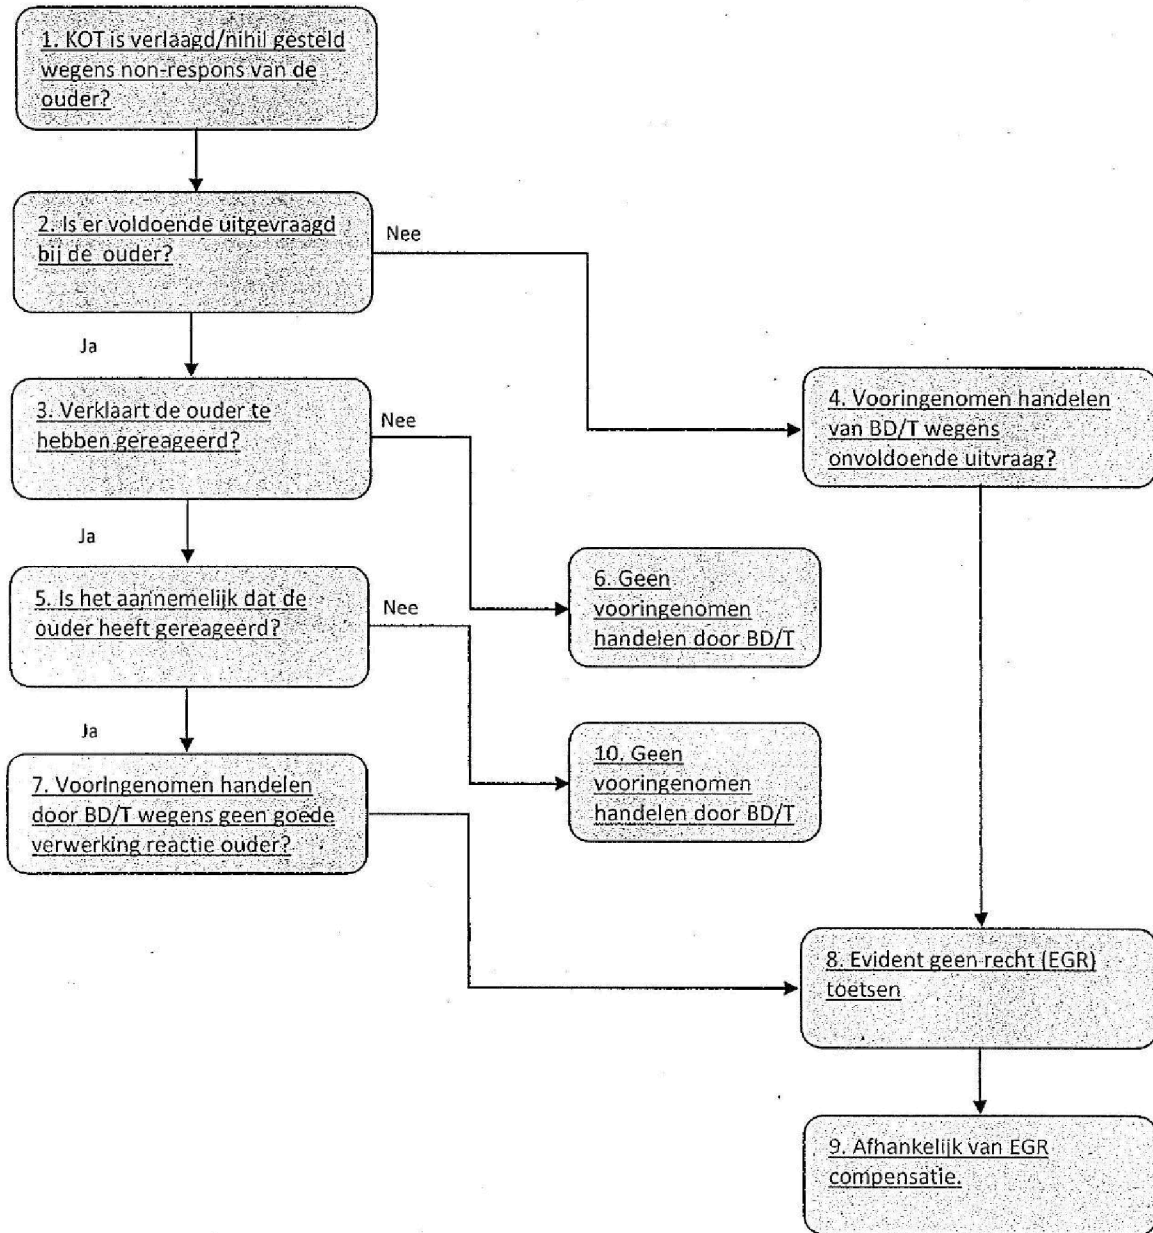 1. KOT is verlaagd/nihil gesteld
wegens non-respons van de
ouder?
2. Is er voldoende uitgevraagd
bij de ouder?
Nee
Ja
3. Verklaart de ouder te
hebben gereageerd?
Nee
4. Vooringenomen handelen
van BD/T wegens
onvoldoende uitvraag?
Ja
5. Is het aannemelijk dat de
ouder heeft gereageerd?
Nee
6. Geen
vooringenomen
handelen door BD/T
Ja
7. Vooringenomen handelen
door BD/T wegens geen goede
verwerking reactie ouder?
10. Geen
vooringenomen
handelen door BD/T
8. Evident geen recht (EGR)
toetsen
9. Afhankelijk van EGR
compensatie.